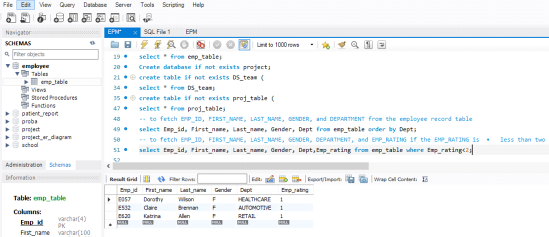 File Edit View Query Database Server Tools Scripting Help
Navigator
SCHEMAS
Filter objects
employee
Tables
emp_table
Views
Stored Procedures
Functions
patient_report
proba
project
project_er_diagram
school
Administration Schemas
Information
Table: emp_table
Columns:
Emp_id varchar(4)
PK
First_name varchar(100
EPM* SQL File 1 EPM
Limit to 1000 rows
19 select * from emp_table;
20 Create database if not exists project;
21 create table if not exists DS_team (
35 select * from DS_team;
create table if not exists proj_table (
select * from proj_table;
-- to fetch EMP_ID, FIRST_NAME, LAST_NAME, GENDER, and DEPARTMENT from the employee record table
48 select Emp_id, First_name, Last_name, Gender, Dept from emp_table order by Dept;
-- to fetch EMP_ID, FIRST_NAME, LAST_NAME, GENDER, DEPARTMENT, and EMP_RATING if the EMP_RATING is • less than two
51 select Emp_id, First_name, Last_name, Gender, Dept,Emp_rating from emp_table where Emp_rating<2;
Result Grid Filter Rows: Edit: Export/Import: Wrap Cell Content:
Emp_id First_name Last_name Gender Dept Emp_rating
E057 Dorothy Wilson F HEALTHCARE 1
E532 Claire Brennan F AUTOMOTIVE 1
E620 Katrina Allen F RETAIL 1
NULL NULL NULL NULL NULL NULL